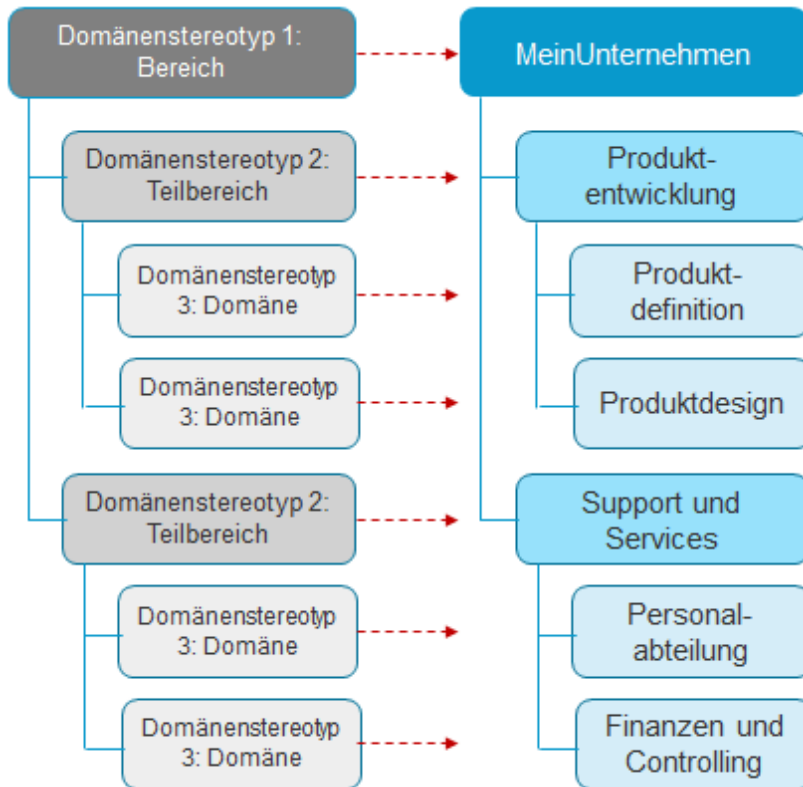 Domänenstereotyp 1:
Bereich
MeinUnternehmen
Domänenstereotyp 2:
Teilbereich
Produkt-
entwicklung
Domänenstereotyp
3: Domäne
Produkt-
definition
Domänenstereotyp
3: Domäne
Produktdesign
Domänenstereotyp 2:
Teilbereich
Support und
Services
Domänenstereotyp
3: Domäne
Personal-
abteilung
Domänenstereotyp
3: Domäne
Finanzen und
Controlling